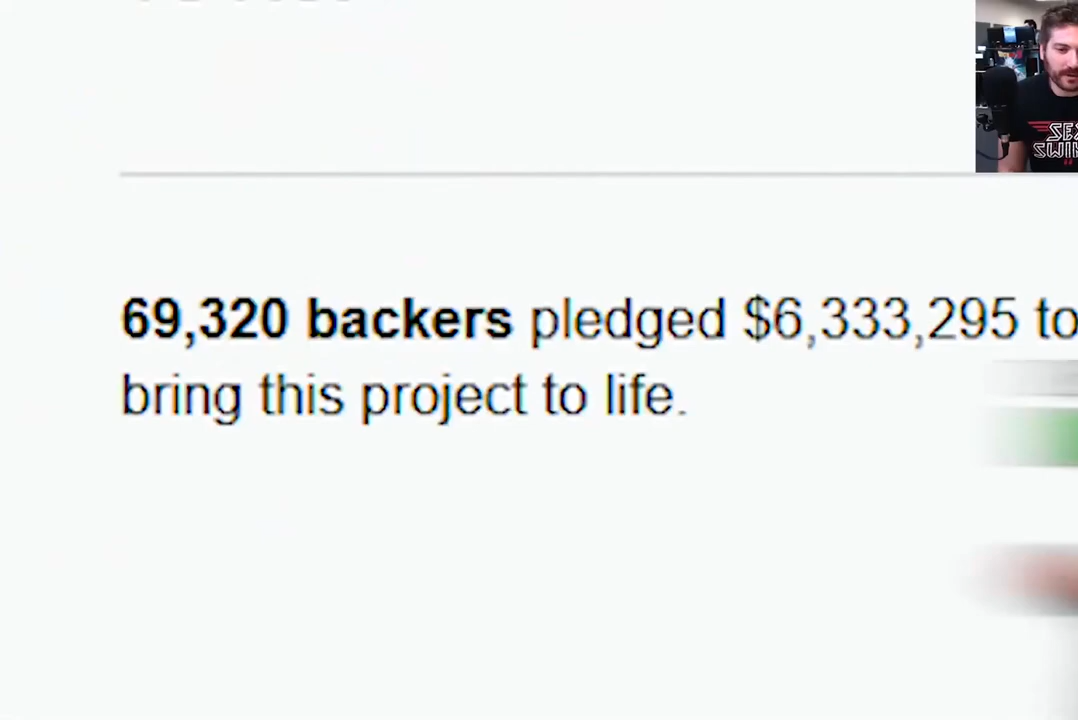 69,320 backers pledged $6,333,295 to
bring this project to life.